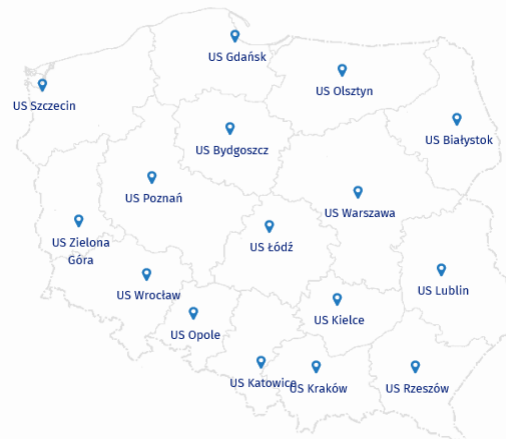 US Gdańsk
US Olsztyn
US Szczecin
US Białystok
US Bydgoszcz
US Poznań
US Warszawa
US Zielona
Góra
US Łódź
US Lublin
US Wrocław
US Kielce
US Opole
US Katowice
US Kraków
US Rzeszów